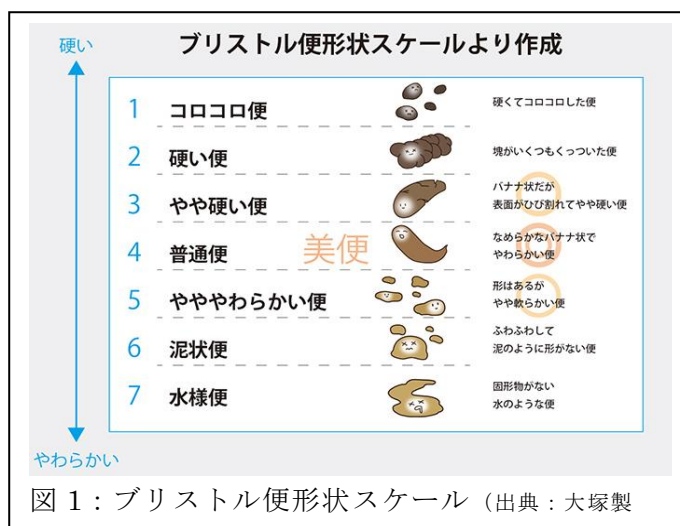 硬い
ブリストル便形状スケールより作成
1 コロコロ便
硬くてコロコロした便
2 硬い便
塊がいくつもくっついた便
3 やや硬い便
バナナ状だが
表面がひび割れてやや硬い便
4 普通便
美便
なめらかなバナナ状で
やわらかい便
5 やややわらかい便
形はあるが
やや軟らかい便
6 泥状便
ふわふわして
泥のように形がない便
7 水様便
固形物がない
水のような便
やわらかい
図1：ブリストル便形状スケール（出典：大塚製